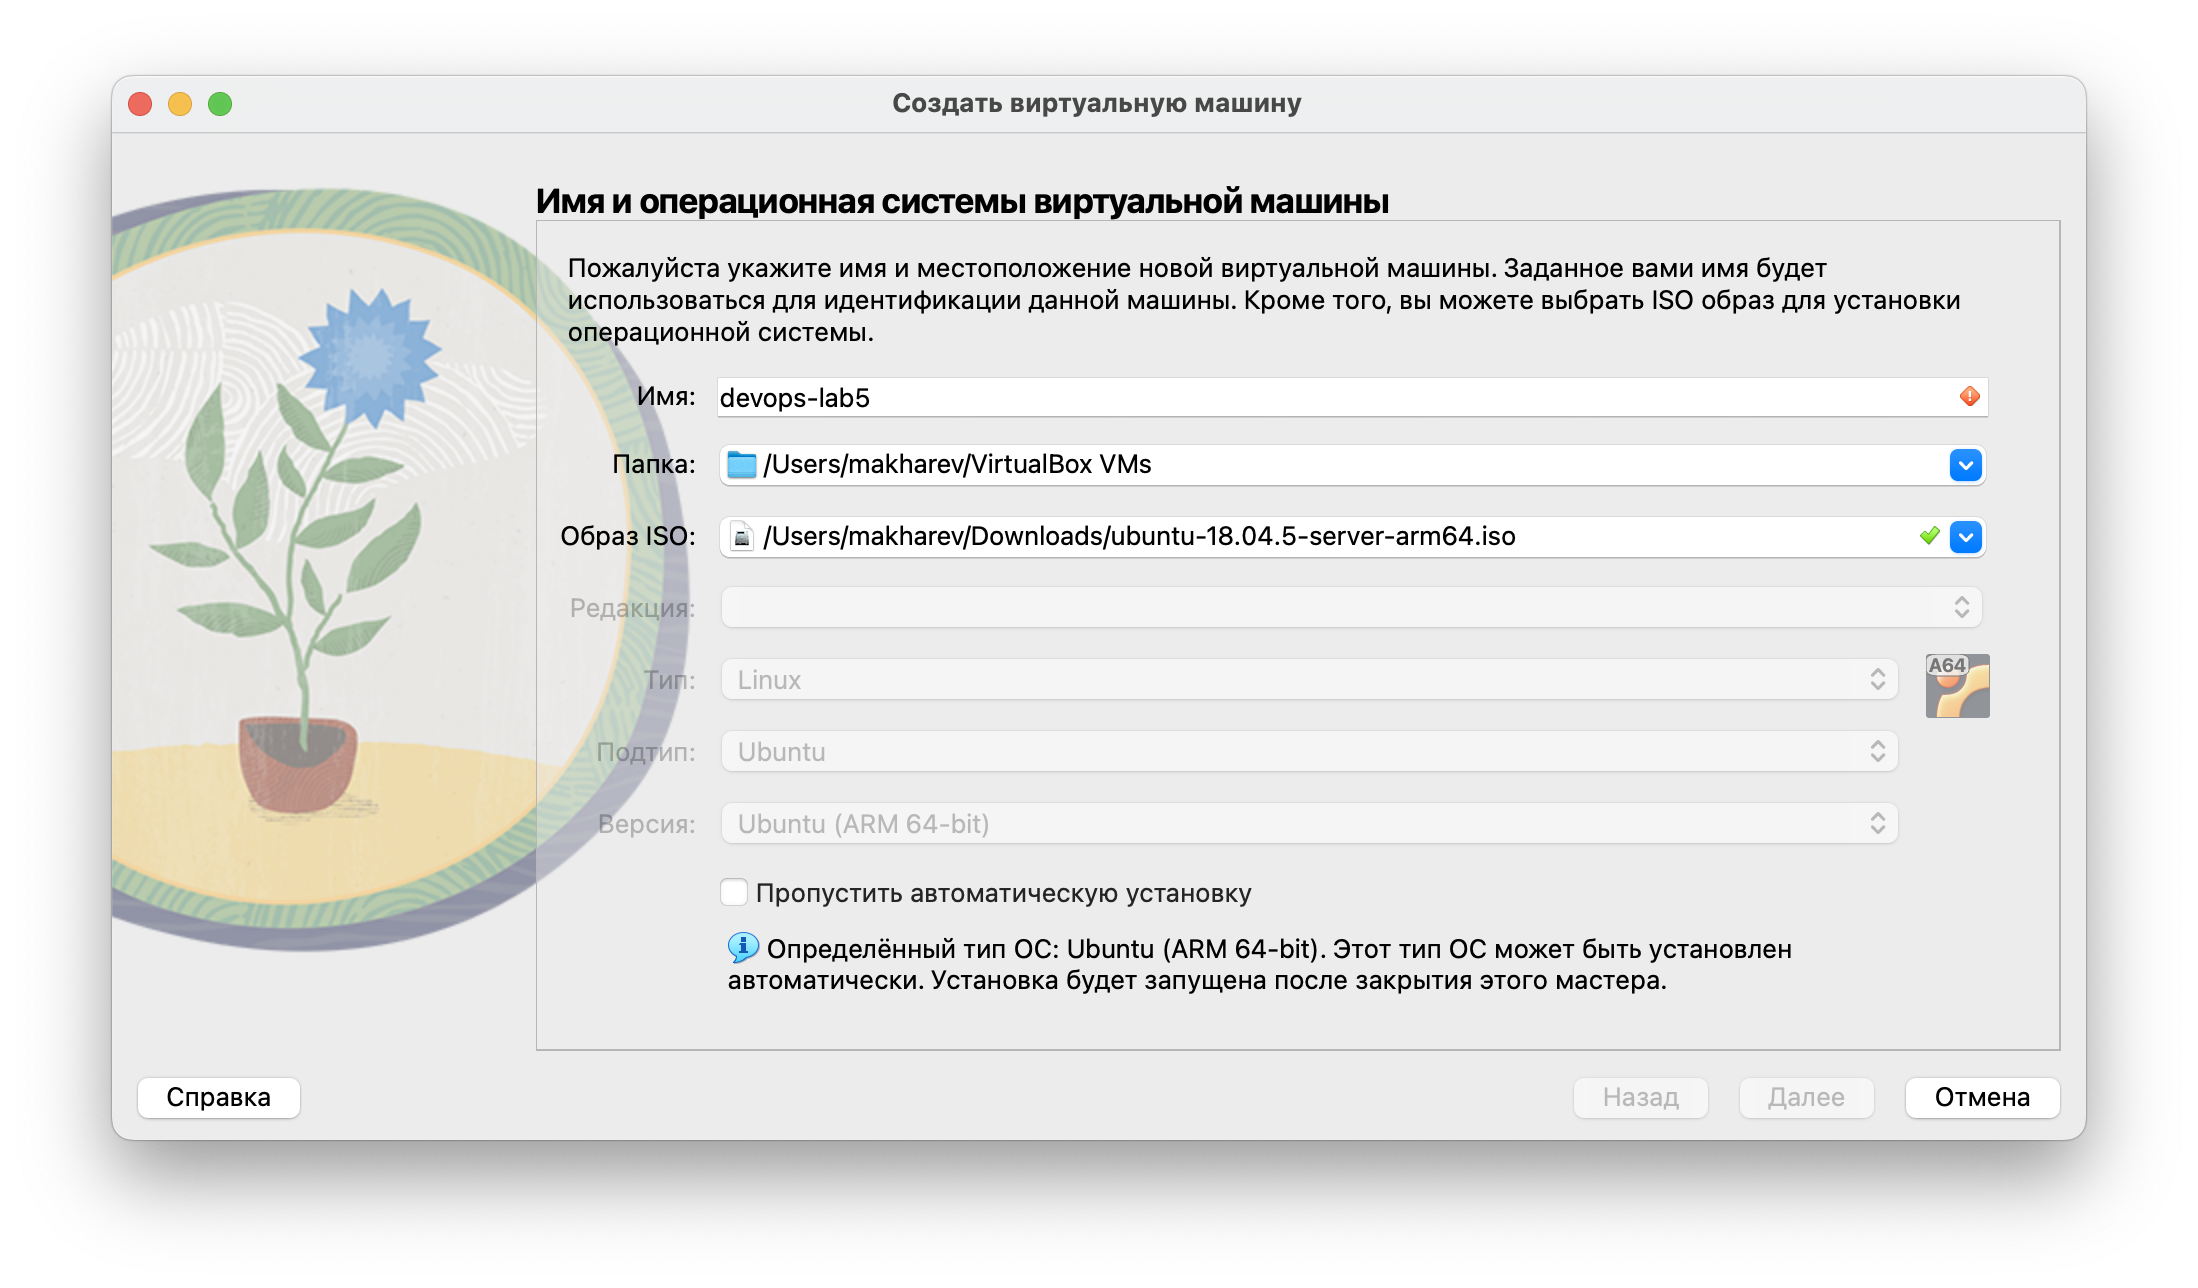 Создать виртуальную машину
Имя и операционная системы виртуальной машины
Пожалуйста укажите имя и местоположение новой виртуальной машины. Заданное вами имя будет
использоваться для идентификации данной машины. Кроме того, вы можете выбрать ISO образ для установки
операционной системы.
Имя: devops-lab5
Папка: /Users/makharev/VirtualBox VMs
Образ ISO: /Users/makharev/Downloads/ubuntu-18.04.5-server-arm64.iso
Редакция:
Тип: Linux
A64
Подтип: Ubuntu
Версия: Ubuntu (ARM 64-bit)
Пропустить автоматическую установку
Определённый тип ОС: Ubuntu (ARM 64-bit). Этот тип ОС может быть установлен
автоматически. Установка будет запущена после закрытия этого мастера.
Справка Назад Далее Отмена